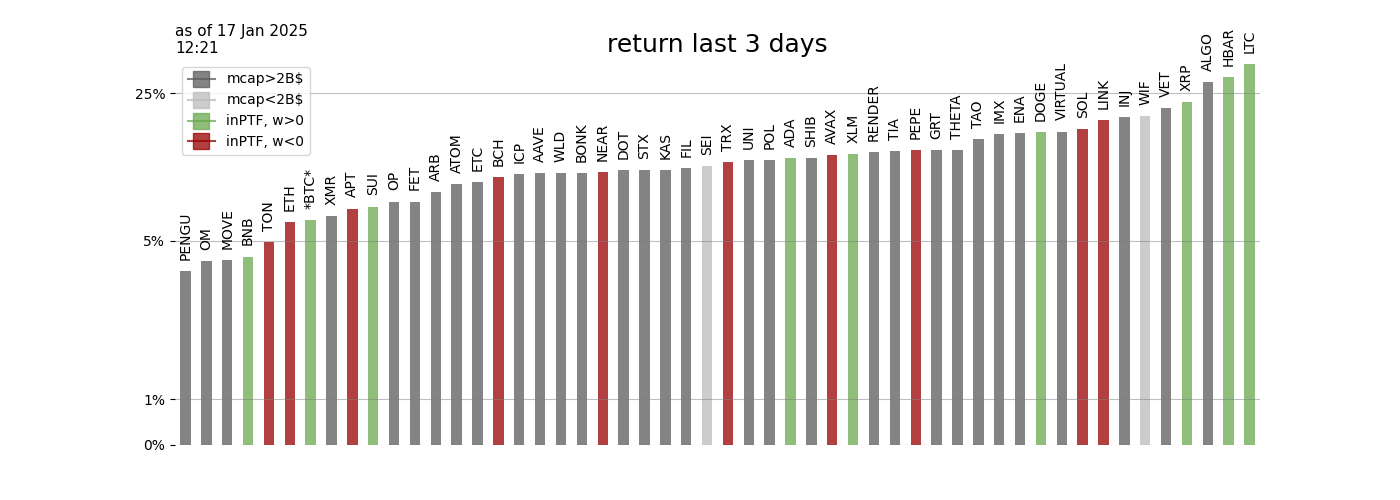 as of 17 Jan 2025
12:21
return last 3 days
mcap>2B$
mcap<2B$
inPTF, w>0
inPTF, w<0
25%
5%
1%
0%
PENGU
OM
MOVE
BNB
TON
ETH
*BTC*
XMR
APT
SUI
OP
FET
ARB
ATOM
ETC
BCH
ICP
AAVE
WLD
BONK
NEAR
DOT
STX
KAS
FIL
SEI
TRX
UNI
POL
ADA
SHIB
AVAX
XLM
RENDER
TIA
PEPE
GRT
THETA
TAO
IMX
ENA
DOGE
VIRTUAL
SOL
LINK
INJ
WIF
VET
XRP
ALGO
HBAR
LTC